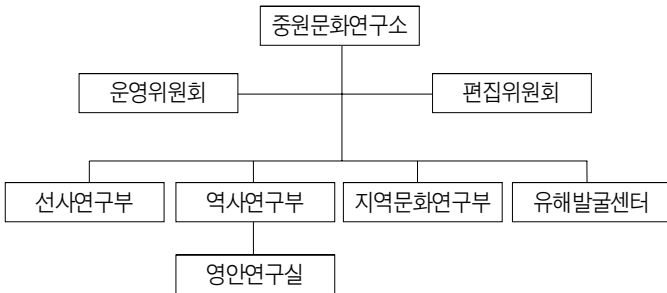 중원문화연구소
운영위원회
편집위원회
선사연구부
역사연구부
지역문화연구부
유해발굴센터
영안연구실